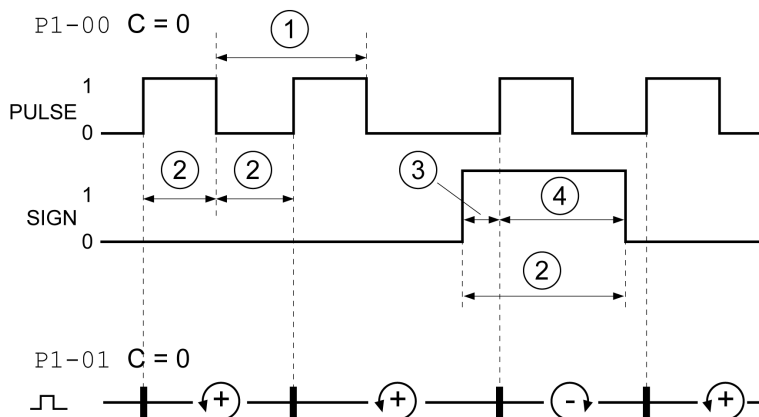 P1-00 C = 0
1
1
PULSE
0
2 2
3
4
1
SIGN
0
2
P1-01 C = 0
+ + - +